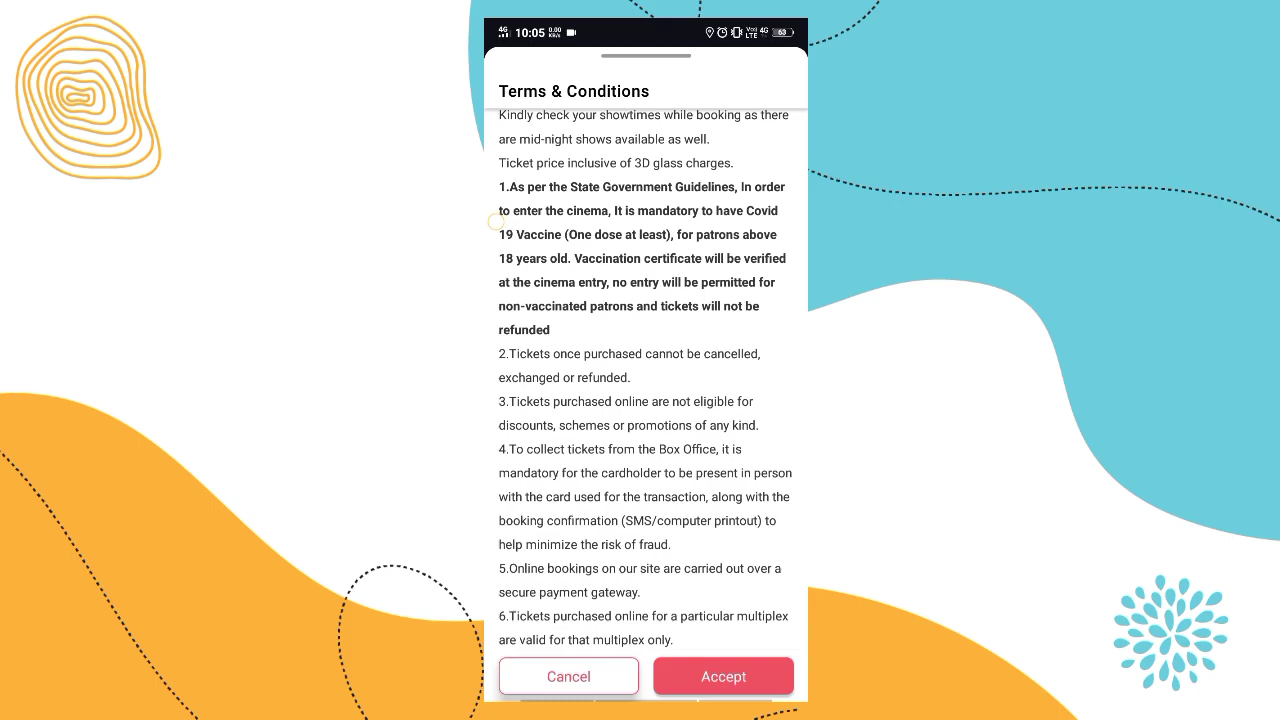 4G 10:05 0.00 KB/s Vo) LTE 4G 63
Terms & Conditions
Kindly check your showtimes while booking as there
are mid-night shows available as well.
Ticket price inclusive of 3D glass charges.
1.As per the State Government Guidelines, In order
to enter the cinema, It is mandatory to have Covid
19 Vaccine (One dose at least), for patrons above
18 years old. Vaccination certificate will be verified
at the cinema entry, no entry will be permitted for
non-vaccinated patrons and tickets will not be
refunded
2.Tickets once purchased cannot be cancelled,
exchanged or refunded.
3.Tickets purchased online are not eligible for
discounts, schemes or promotions of any kind.
4.To collect tickets from the Box Office, it is
mandatory for the cardholder to be present in person
with the card used for the transaction, along with the
booking confirmation (SMS/computer printout) to
help minimize the risk of fraud.
5.Online bookings on our site are carried out over a
secure payment gateway.
6.Tickets purchased online for a particular multiplex
are valid for that multiplex only.
Cancel Accept